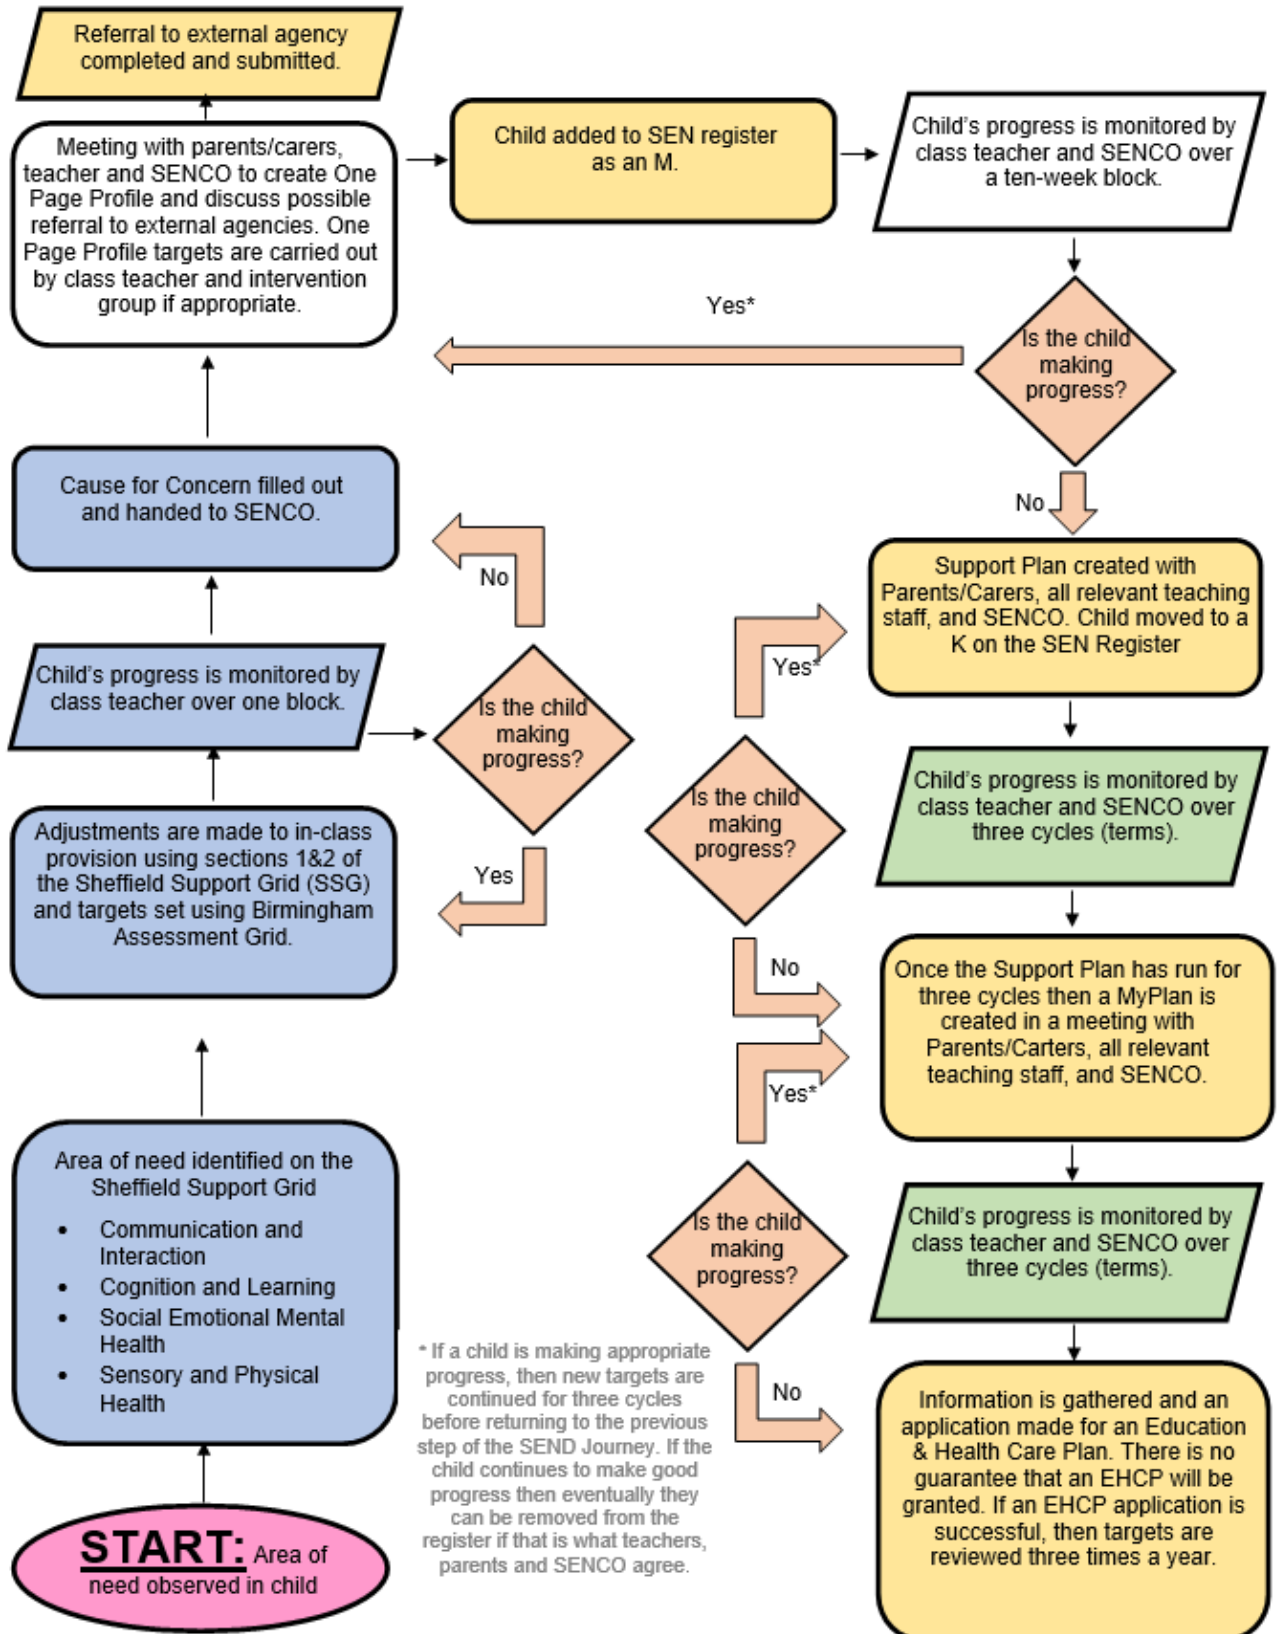 Referral to external agency
completed and submitted.
Meeting with parents/carers,
teacher and SENCO to create One
Page Profile and discuss possible
referral to external agencies. One
Page Profile targets are carried out
by class teacher and intervention
group if appropriate.
Child added to SEN register
as an M.
Child's progress is monitored by
class teacher and SENCO over
a ten-week block.
Yes*
Is the child
making
progress?
No
Cause for Concern filled out
and handed to SENCO.
No
Support Plan created with
Parents/Carers, all relevant teaching
staff, and SENCO. Child moved to a
K on the SEN Register
Yes*
Child's progress is monitored by
class teacher over one block.
Is the child
making
progress?
Is the child
making
progress?
Child's progress is monitored by
class teacher and SENCO over
three cycles (terms).
Adjustments are made to in-class
provision using sections 1&2 of
the Sheffield Support Grid (SSG)
and targets set using Birmingham
Assessment Grid.
Yes
No
Once the Support Plan has run for
three cycles then a MyPlan is
created in a meeting with
Parents/Carters, all relevant
teaching staff, and SENCO.
Yes*
Area of need identified on the
Sheffield Support Grid
• Communication and
Interaction
• Cognition and Learning
• Social Emotional Mental
Health
• Sensory and Physical
Health
Is the child
making
progress?
Child's progress is monitored by
class teacher and SENCO over
three cycles (terms).
* If a child is making appropriate
progress, then new targets are
continued for three cycles
before returning to the previous
step of the SEND Journey. If the
child continues to make good
progress then eventually they
can be removed from the
register if that is what teachers,
parents and SENCO agree.
No
Information is gathered and an
application made for an Education
& Health Care Plan. There is no
guarantee that an EHCP will be
granted. If an EHCP application is
successful, then targets are
reviewed three times a year.
START: Area of
need observed in child